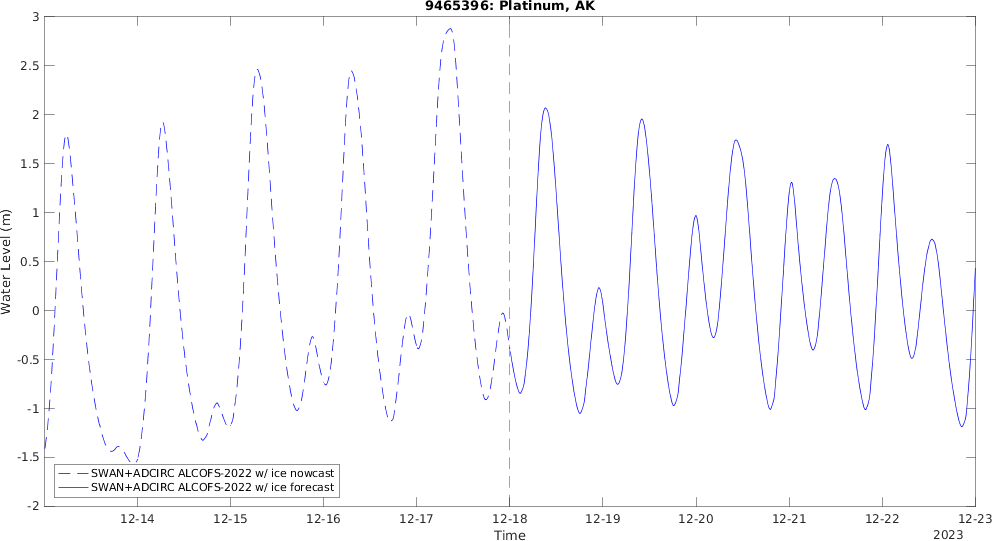 9465396: Platinum, AK
3
2.5
2
1.5
1
0.5
0
-0.5
-1
-1.5
-2
Water Level (m)
SWAN+ADCIRC ALCOFS-2022 w/ ice nowcast
SWAN+ADCIRC ALCOFS-2022 w/ ice forecast
12-14 12-15 12-16 12-17 12-18 12-19 12-20 12-21 12-22 12-23
Time
2023